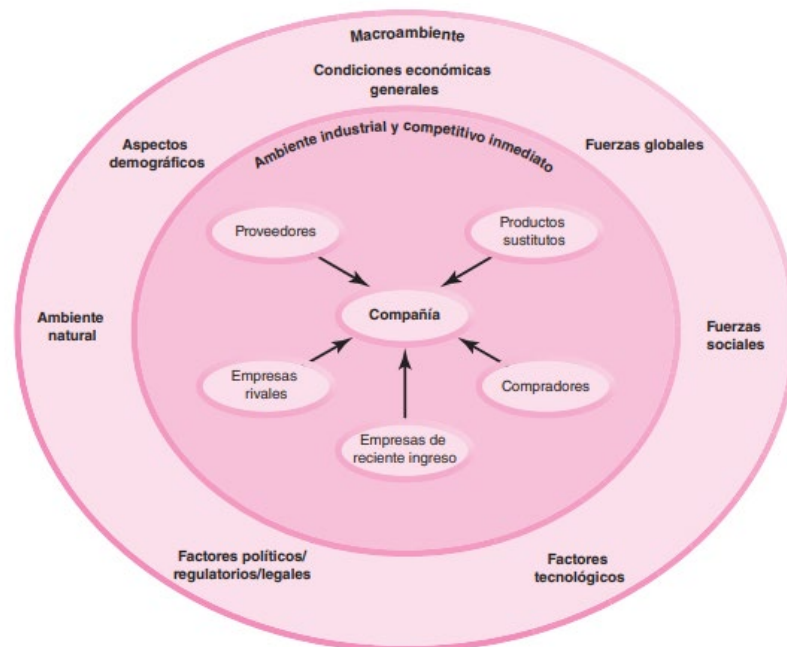 Macroambiente
Condiciones económicas
generales
Ambiente industrial y competitivo inmediato
Aspectos
demográficos
Fuerzas globales
Proveedores
Productos
sustitutos
Compañía
Ambiente
natural
Fuerzas
sociales
Empresas
rivales
Compradores
Empresas de
reciente ingreso
Factores políticos/
regulatorios/legales
Factores
tecnológicos